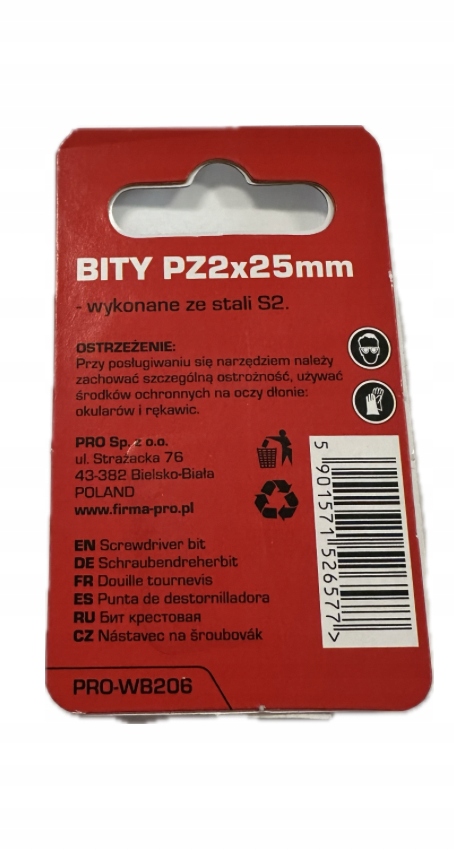 BITY PZ2x25mm
- wykonane ze stali S2.
OSTRZEŻENIE:
Przy posługiwaniu się narzędziem należy
zachować szczególną ostrożność, używać
środków ochronnych na oczy dłonie:
okularów i rękawic.
PRO Sp. z o.o.
ul. Strażacka 76
43-382 Bielsko-Biała
POLAND
www.firma-pro.pl
EN Screwdriver bit
DE Schraubendreherbit
FR Douille tournevis
ES Punta de destornilladora
RU Бит крестовая
CZ Nástavec na šroubovák
PRO-WB206
5 901571 526577 >